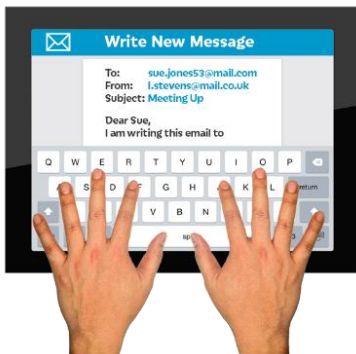 Write New Message
To: sue.jones53@mail.com
From: l.stevens@mail.co.uk
Subject: Meeting Up
Dear Sue,
I am writing this email to
Q W E R T Y U I O P
S D F G H K L return
V B N